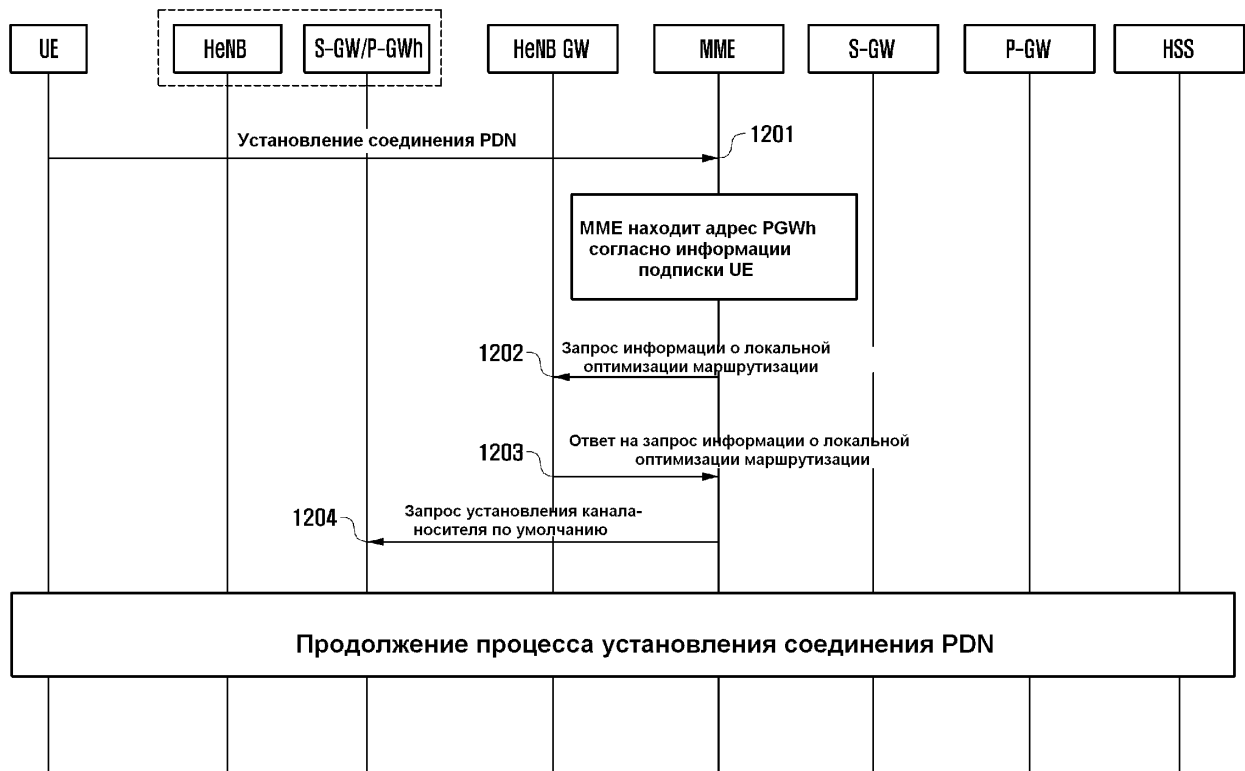 UE
HeNB
S-GW/P-GWh
HeNB GW
MME
S-GW
P-GW
HSS
Установление соединения PDN
1201
MME находит адрес PGWh
согласно информации
подписки UE
1202
Запрос информации о локальной
оптимизации маршрутизации
1203
Ответ на запрос информации о локальной
оптимизации маршрутизации
1204
Запрос установления канала-
носителя по умолчанию
Продолжение процесса установления соединения PDN